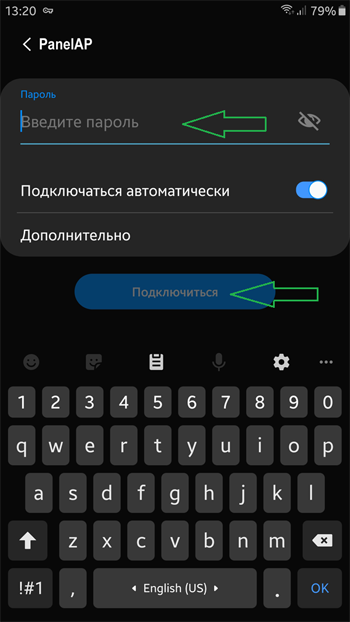 13:20 79%
PanelAP
Пароль
Введите пароль
Подключаться автоматически
Дополнительно
Подключиться
1 2 3 4 5 6 7 8 9 0
q w e r t y u i o p
a s d f g h j k l
z x c v b n m
!#1 , English (US) . OK